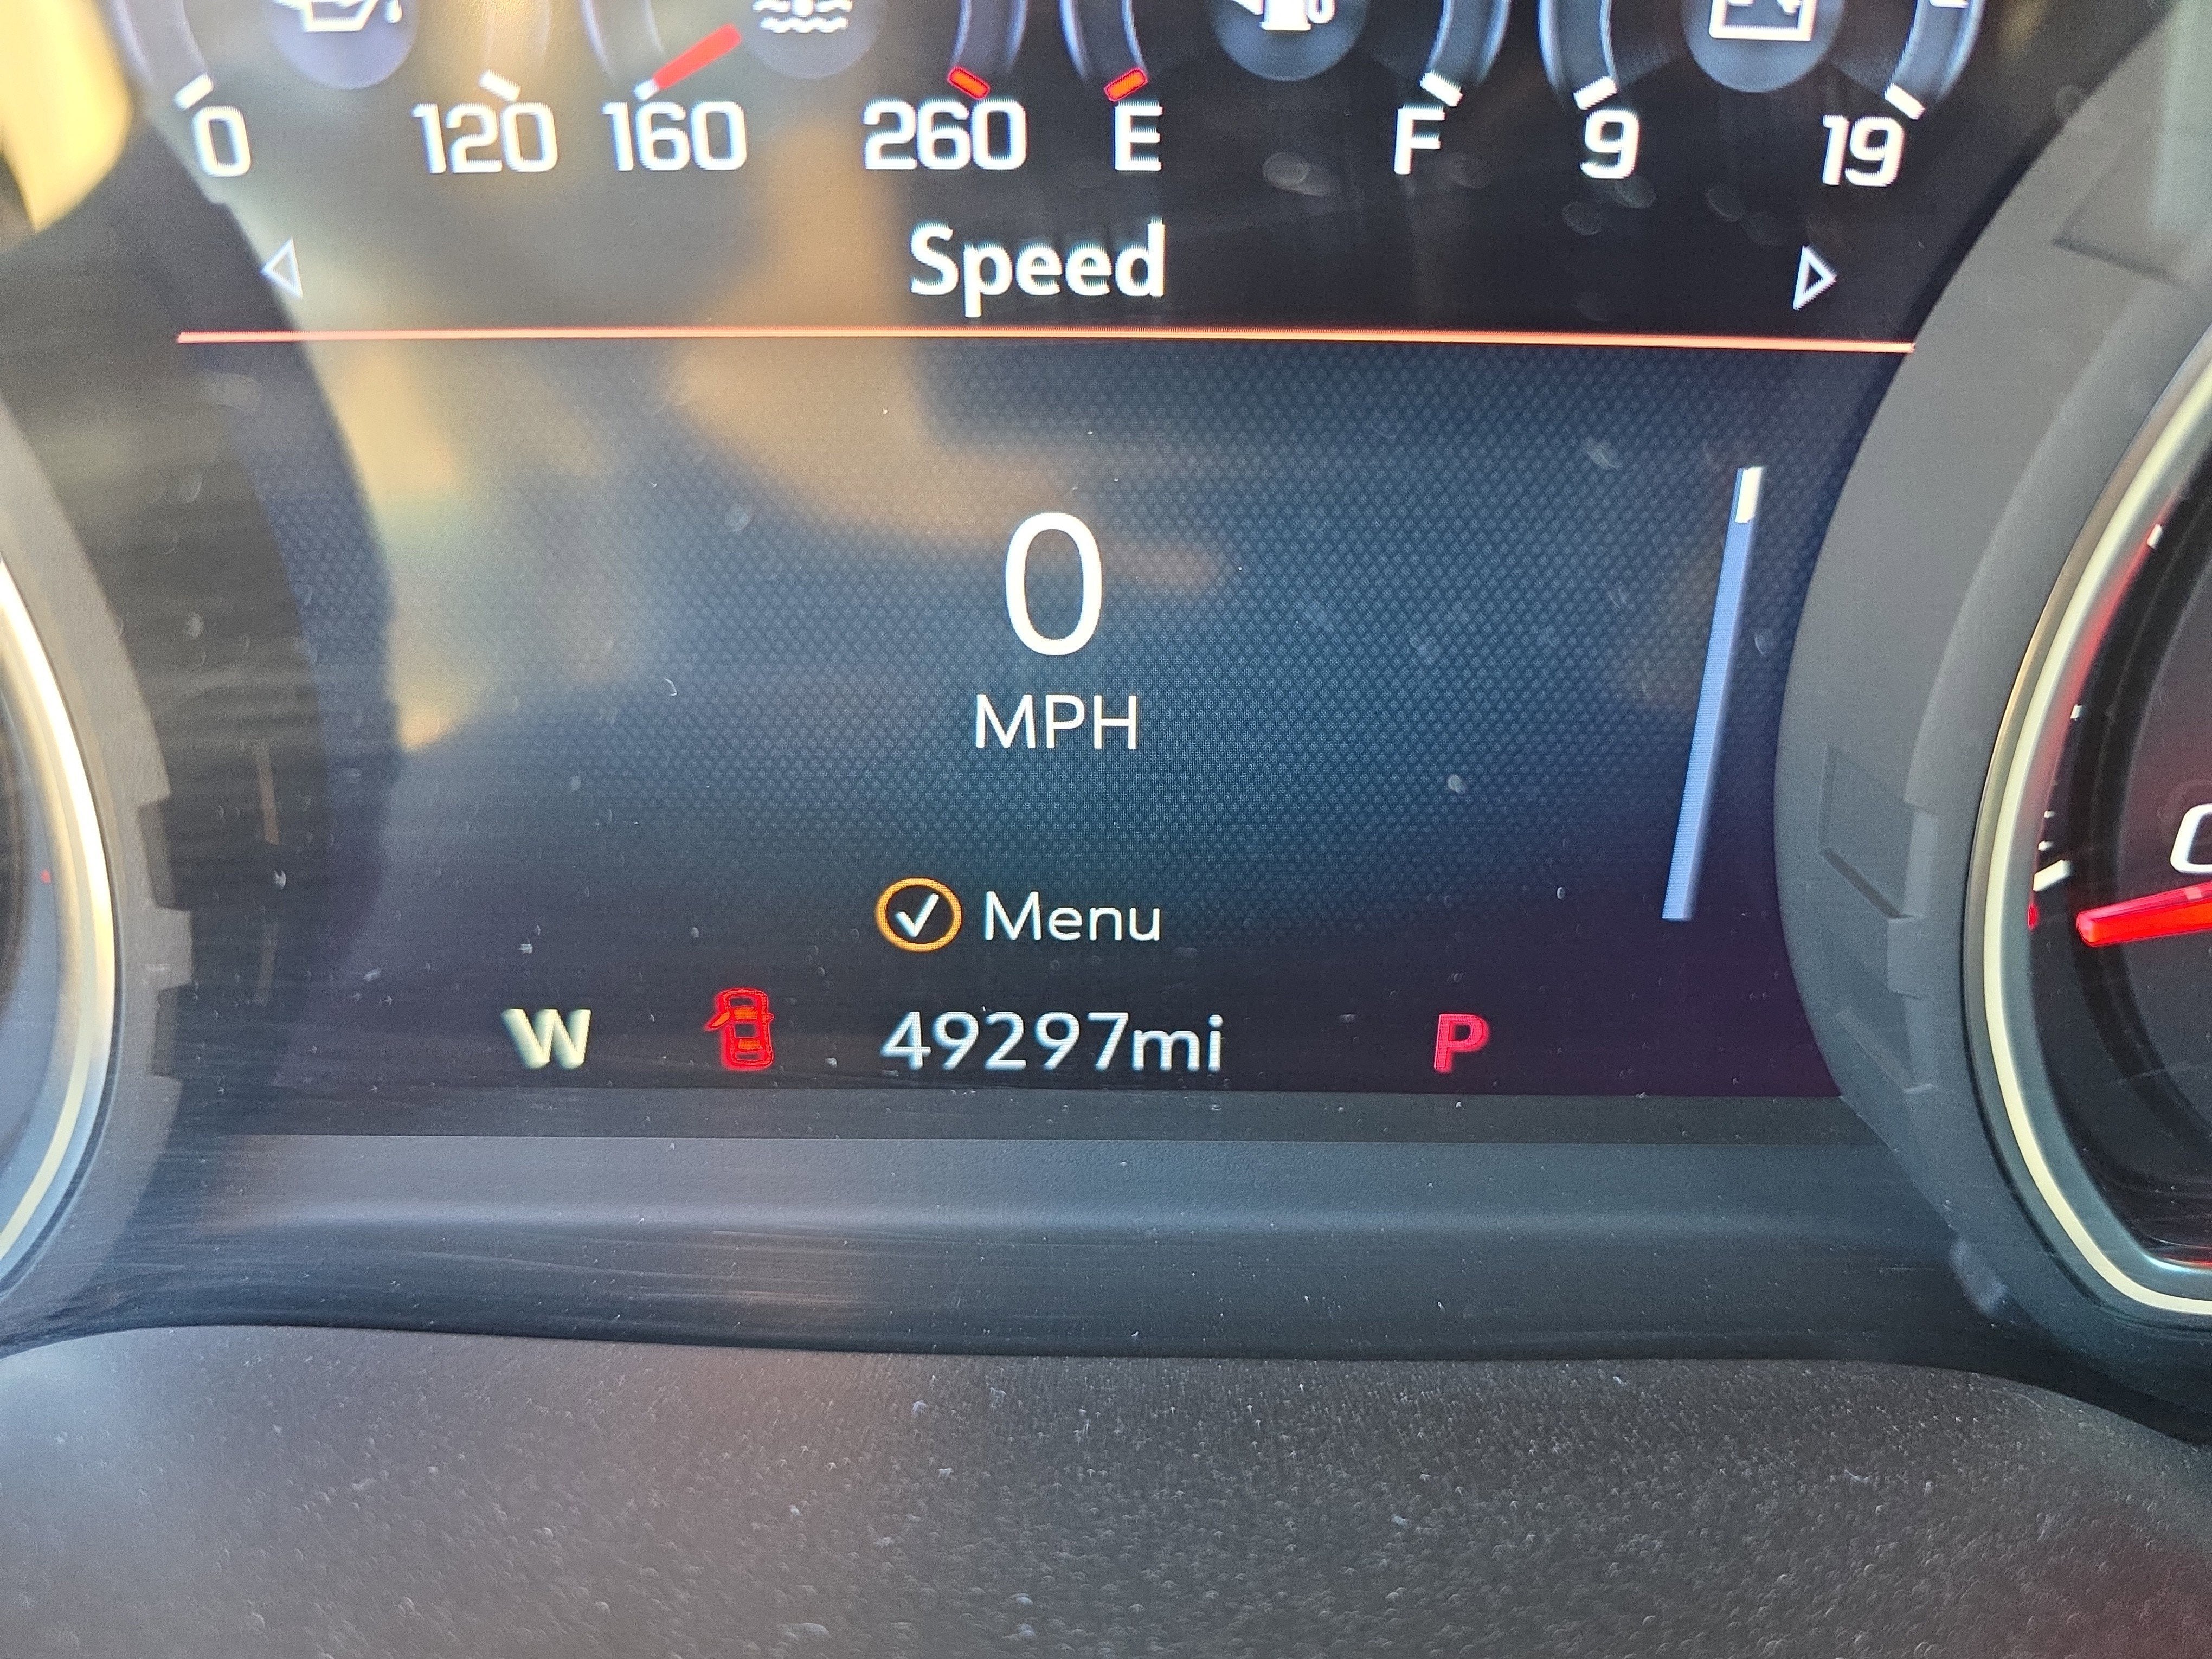 0 120 160 260 E F 9 19
Speed
0
MPH
Menu
W 49297mi P